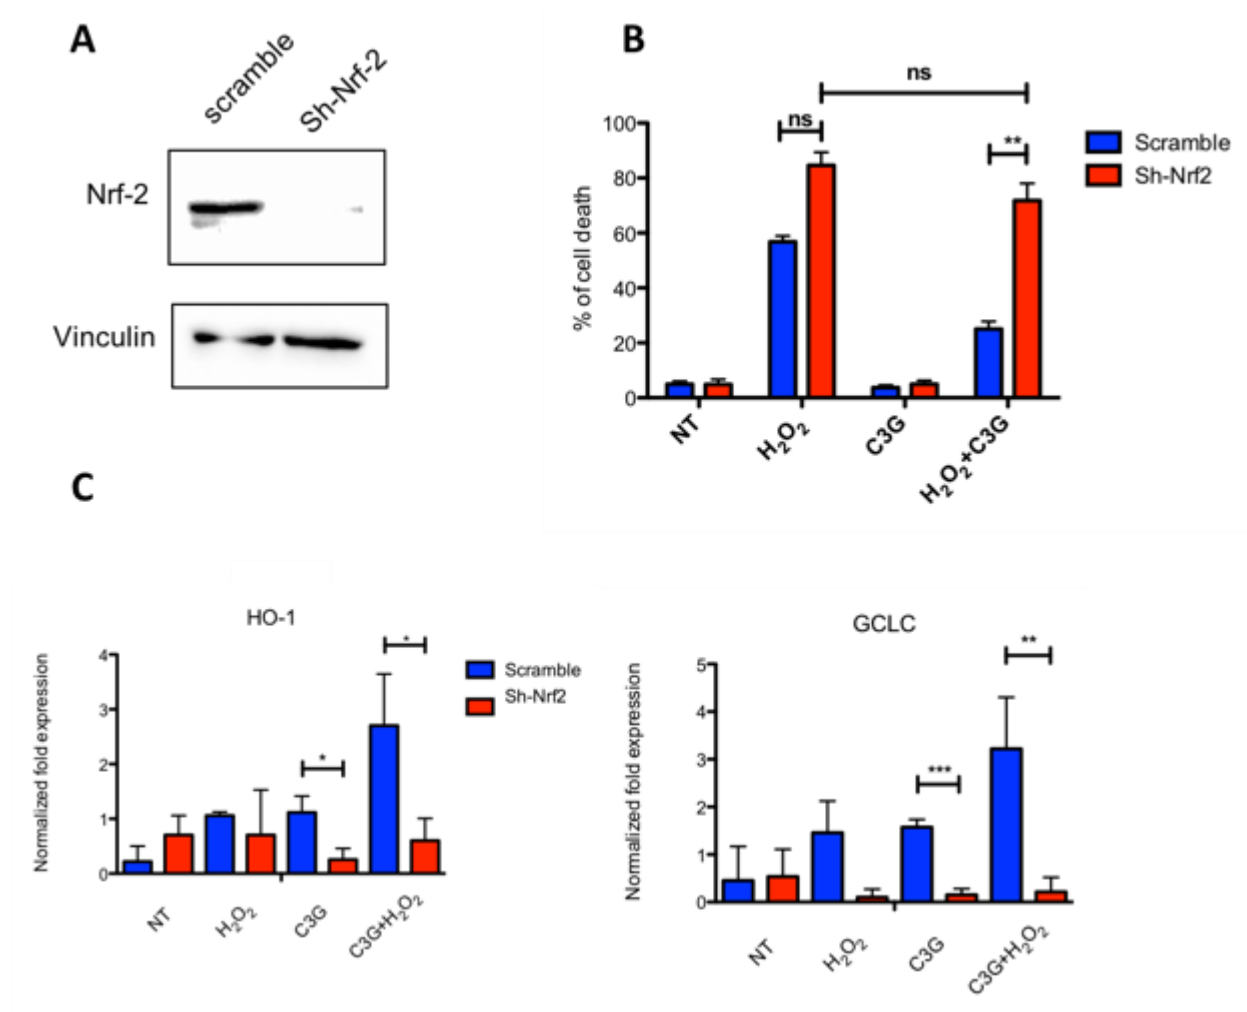 A
scramble
Sh-Nrf-2
Nrf-2
Vinculin
B
ns
ns
**
100
80
60
40
20
0
% of cell death
NT
H2O2
C3G
H2O2+C3G
Scramble
Sh-Nrf2
C
HO-1
*
*
4
3
2
1
0
Normalized fold expression
NT
H2O2
C3G
C3G+H2O2
Scramble
Sh-Nrf2
GCLC
**
***
5
4
3
2
1
0
Normalized fold expression
NT
H2O2
C3G
C3G+H2O2